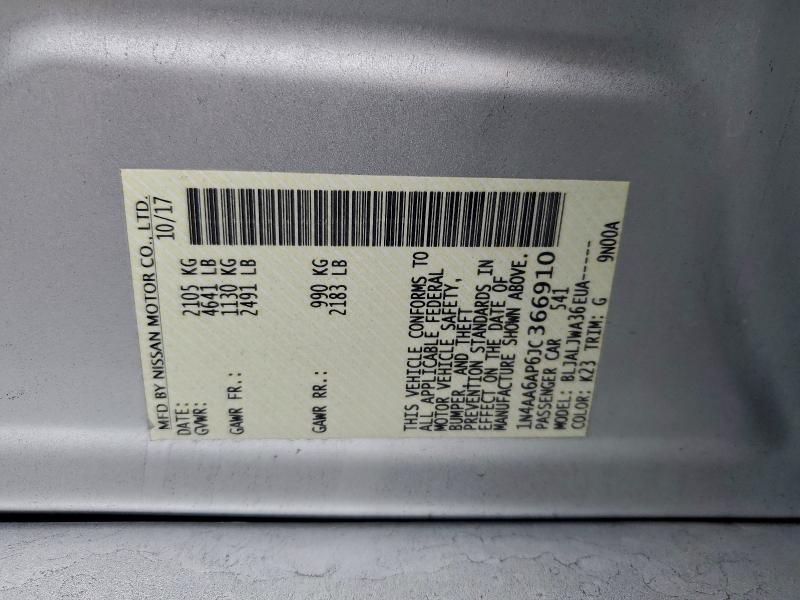 MFD BY NISSAN MOTOR CO., LTD.
DATE: 10/17
GVWR: 2105 KG
4641 LB
GAWR FR.: 1130 KG
2491 LB
GAWR RR.: 990 KG
2183 LB
THIS VEHICLE CONFORMS TO
ALL APPLICABLE FEDERAL
MOTOR VEHICLE SAFETY,
BUMPER, AND THEFT
PREVENTION STANDARDS IN
EFFECT ON THE DATE OF
MANUFACTURE SHOWN ABOVE.
1N4AA6AP6JC366910
PASSENGER CAR 541
MODEL: BLJALJWA36EUA-----
COLOR: K23 TRIM: G 9N00A